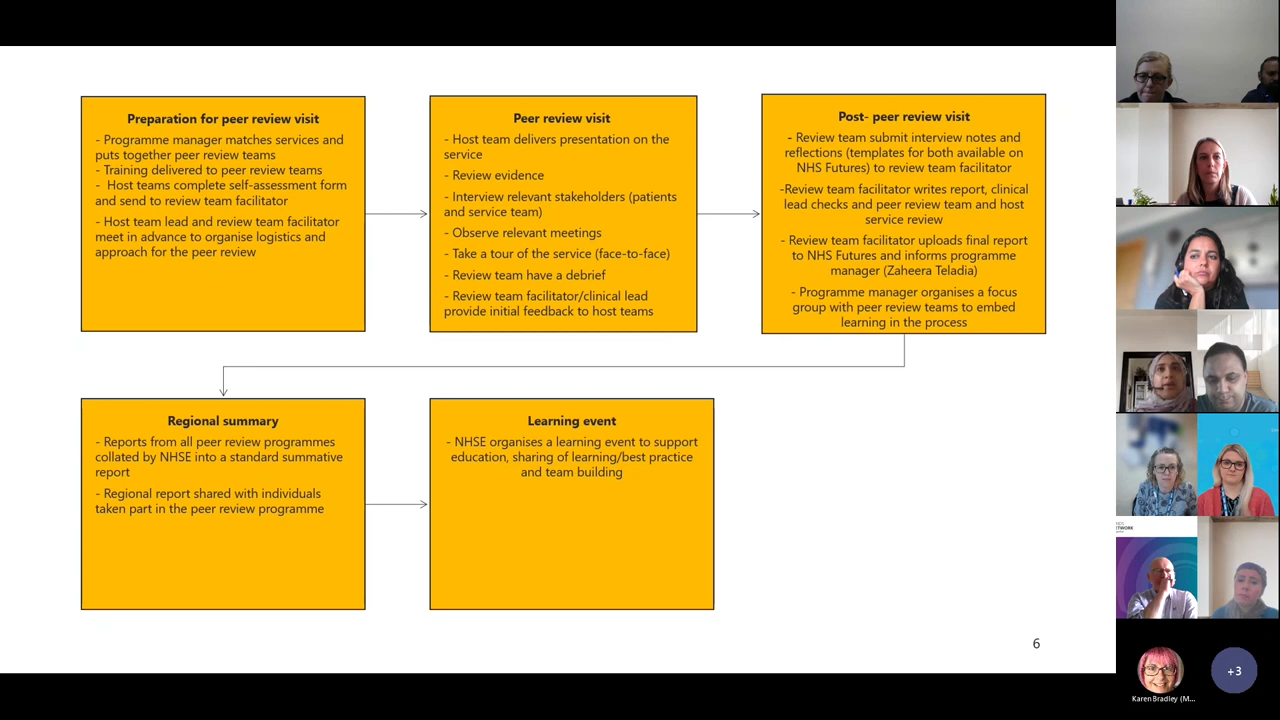 Preparation for peer review visit
- Programme manager matches services and
puts together peer review teams
- Training delivered to peer review teams
- Host teams complete self-assessment form
and send to review team facilitator
- Host team lead and review team facilitator
meet in advance to organise logistics and
approach for the peer review
Peer review visit
- Host team delivers presentation on the
service
- Review evidence
- Interview relevant stakeholders (patients
and service team)
- Observe relevant meetings
- Take a tour of the service (face-to-face)
- Review team have a debrief
- Review team facilitator/clinical lead
provide initial feedback to host teams
Post- peer review visit
- Review team submit interview notes and
reflections (templates for both available on
NHS Futures) to review team facilitator
-Review team facilitator writes report, clinical
lead checks and peer review team and host
service review
- Review team facilitator uploads final report
to NHS Futures and informs programme
manager (Zaheera Teladia)
- Programme manager organises a focus
group with peer review teams to embed
learning in the process
Regional summary
- Reports from all peer review programmes
collated by NHSE into a standard summative
report
- Regional report shared with individuals
taken part in the peer review programme
Learning event
- NHSE organises a learning event to support
education, sharing of learning/best practice
and team building
6
Karen Bradley (M...
+3